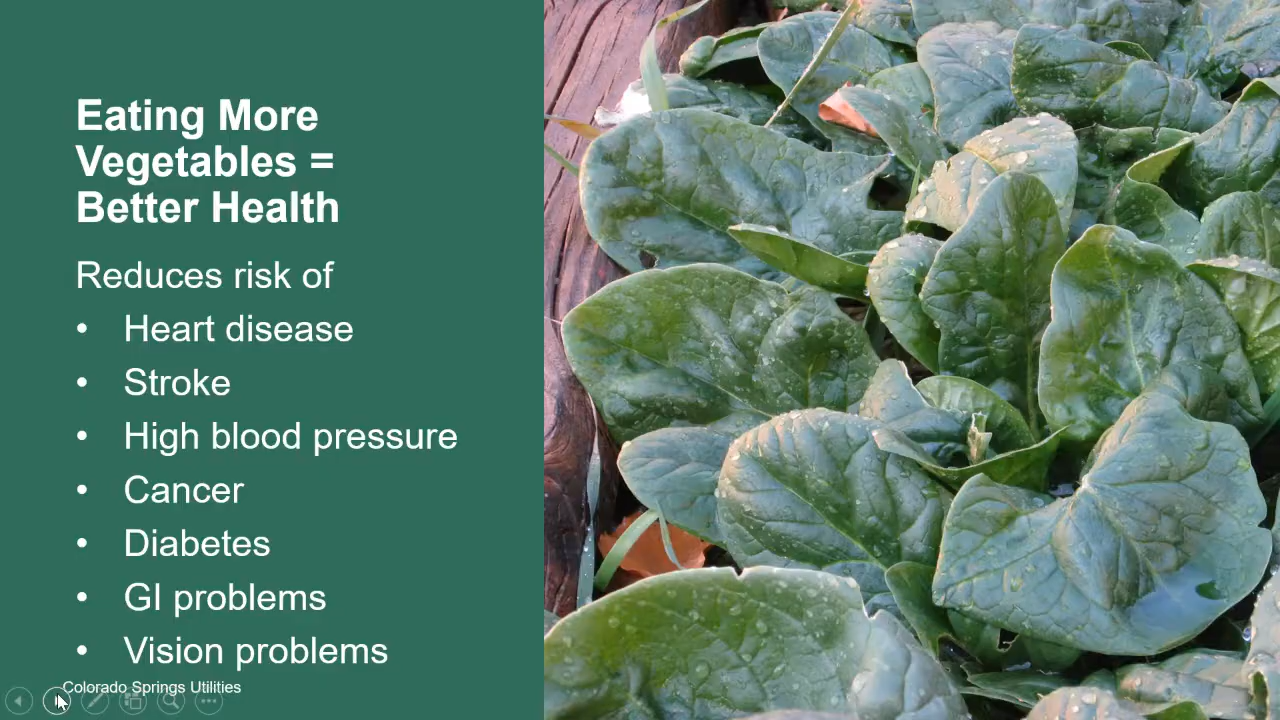 Eating More
Vegetables =
Better Health
Reduces risk of
• Heart disease
• Stroke
• High blood pressure
• Cancer
• Diabetes
• GI problems
• Vision problems
Colorado Springs Utilities